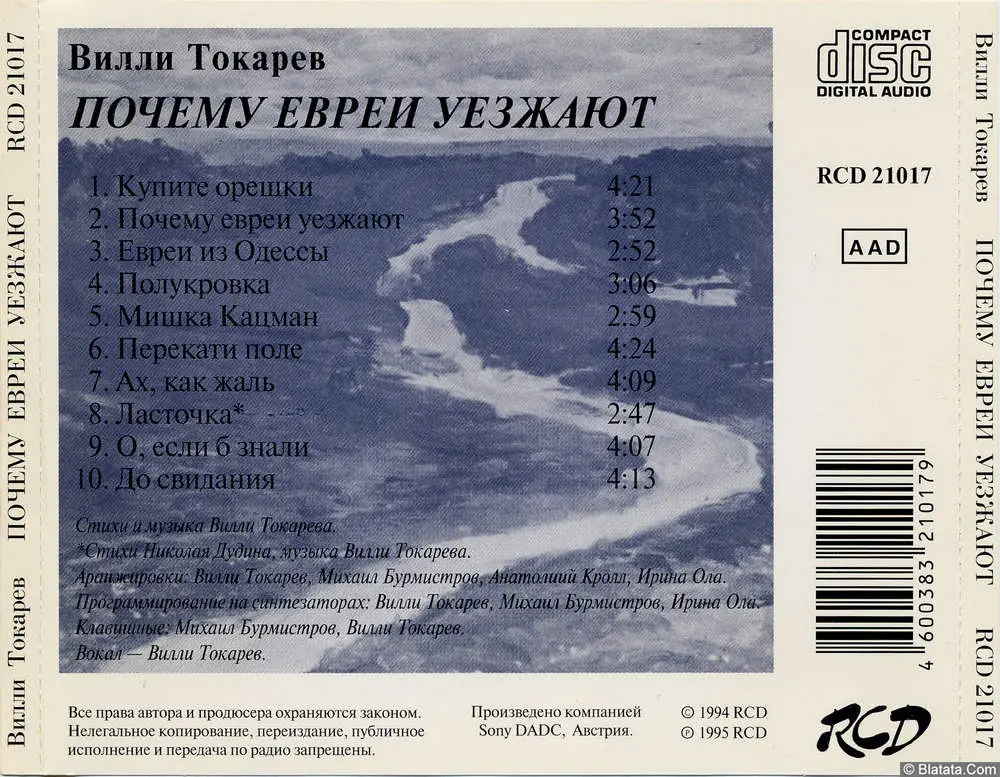 Вилли Токарев ПОЧЕМУ ЕВРЕИ УЕЗЖАЮТ RCD 21017
Вилли Токарев
ПОЧЕМУ ЕВРЕИ УЕЗЖАЮТ
1. Купите орешки 4:21
2. Почему евреи уезжают 3:52
3. Евреи из Одессы 2:52
4. Полукровка 3:06
5. Мишка Кацман 2:59
6. Перекати поле 4:24
7. Ах, как жаль 4:09
8. Ласточка* 2:47
9. О, если б знали 4:07
10. До свидания 4:13
Стихи и музыка Вилли Токарева.
*Стихи Николая Дудина, музыка Вилли Токарева.
Аранжировки: Вилли Токарев, Михаил Бурмистров, Анатолиий Кролл, Ирина Ола.
Программирование на синтезаторах: Вилли Токарев, Михаил Бурмистров, Ирина Ола.
Клавишные: Михаил Бурмистров, Вилли Токарев.
Вокал — Вилли Токарев.
Все права автора и продюсера охраняются законом.
Нелегальное копирование, переиздание, публичное
исполнение и передача по радио запрещены.
Произведено компанией
Sony DADC, Австрия.
© 1994 RCD
℗ 1995 RCD
COMPACT
disc
DIGITAL AUDIO
RCD 21017
AAD
4 600383 210179
RCD
Вилли Токарев ПОЧЕМУ ЕВРЕИ УЕЗЖАЮТ RCD 21017
© Blatata.Com